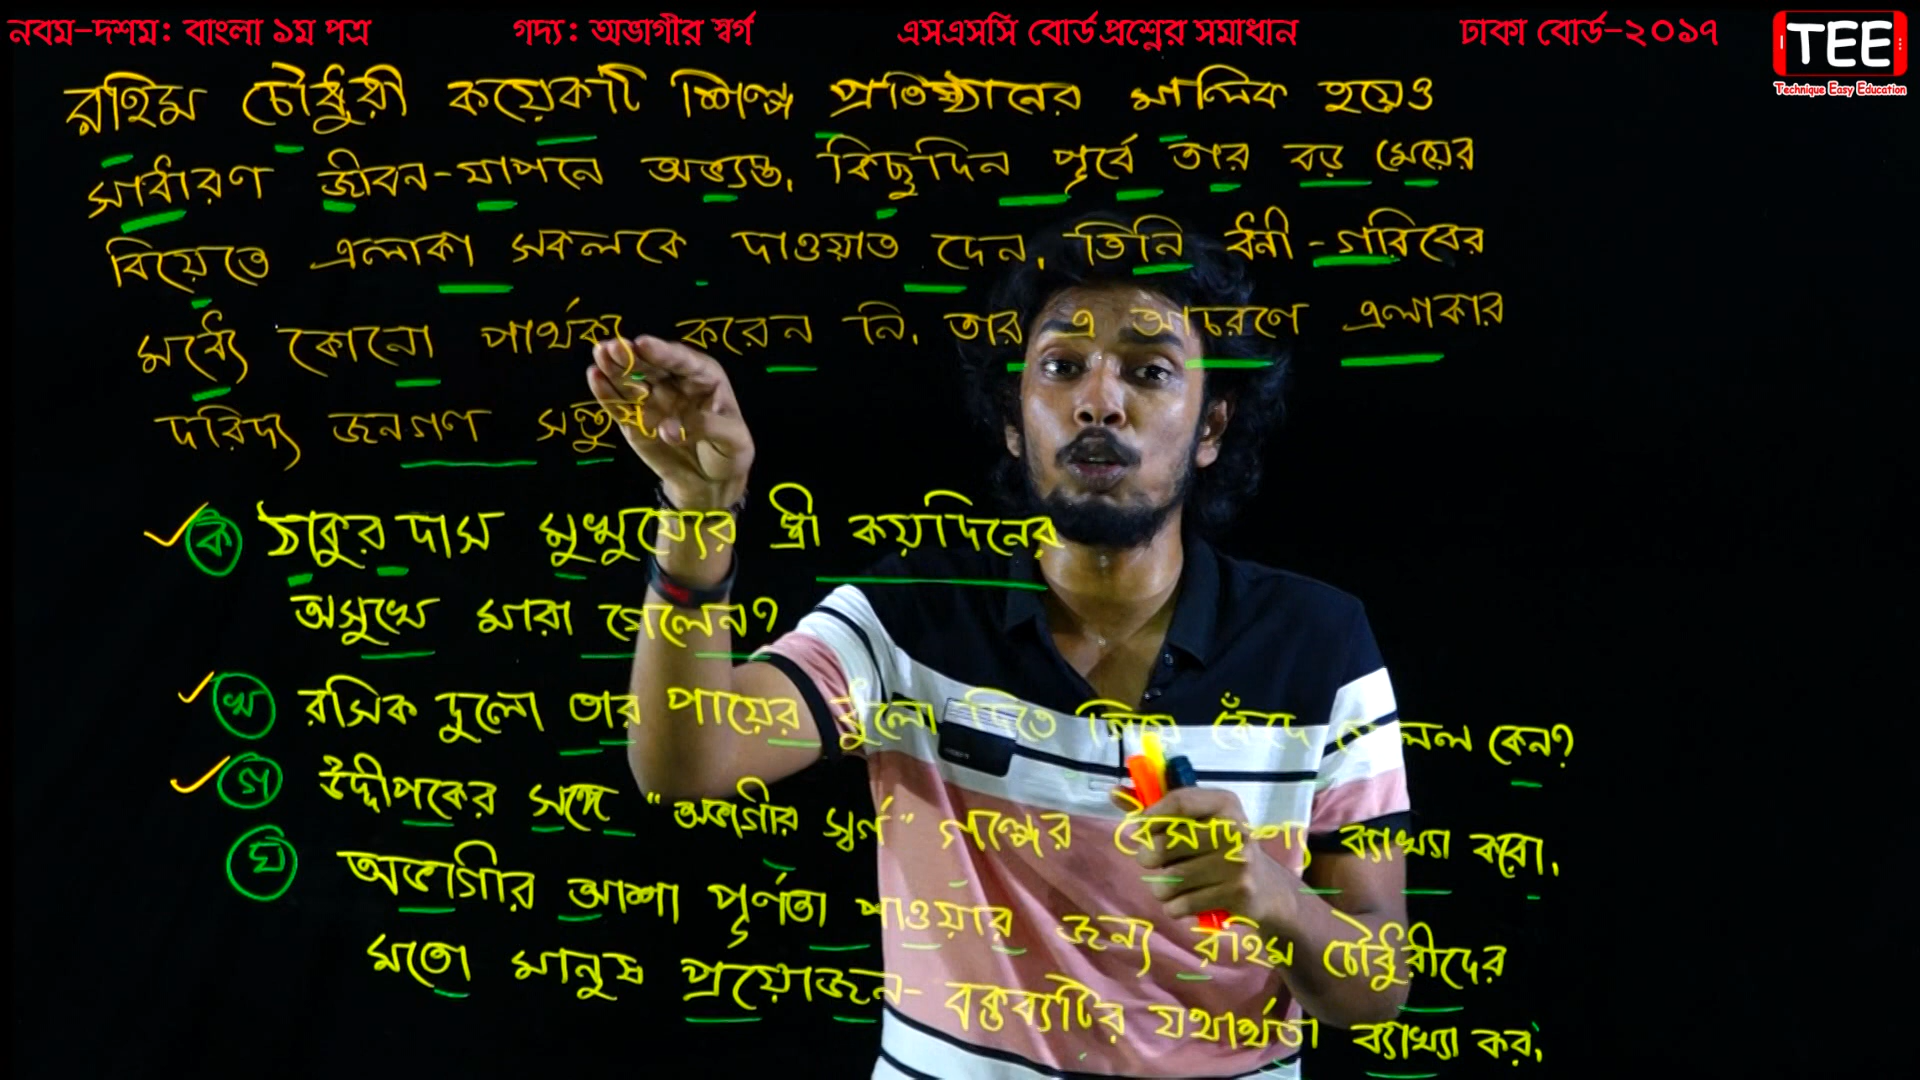 নবম-দশম: বাংলা ১ম পত্র গদ্য: অভাগীর স্বর্গ এসএসসি বোর্ড প্রশ্নের সমাধান ঢাকা বোর্ড-২০১৭
TEE
Technique Easy Education
রহিম চৌধুরী কয়েকটি শিল্প প্রতিষ্ঠানের মালিক হয়েও
সাধারণ জীবন-যাপনে অভ্যস্ত. কিছুদিন পূর্বে তার বড় মেয়ের
বিয়েতে এলাকা সকলকে দাওয়াত দেন. তিনি ধনী-গরিবের
মধ্যে কোনো পার্থক্য করেন নি. তার এ আচরণে এলাকার
দরিদ্র জনগণ সন্তুষ্ট.
ক ঠাকুর দাস মুখুয্যের স্ত্রী কয়দিনের
অসুখে মারা গেলেন?
খ রসিক দুলো তার পায়ের ধুলো দিতে গিয়ে কেঁদে ফেলল কেন?
গ উদ্দীপকের সঙ্গে "অভাগীর স্বর্গ" গল্পের বৈসাদৃশ্য ব্যাখ্যা করো.
ঘ অভাগীর আশা পূর্ণতা পাওয়ার জন্য রহিম চৌধুরীদের
মতো মানুষ প্রয়োজন- বক্তব্যটির যথার্থতা ব্যাখ্যা কর.